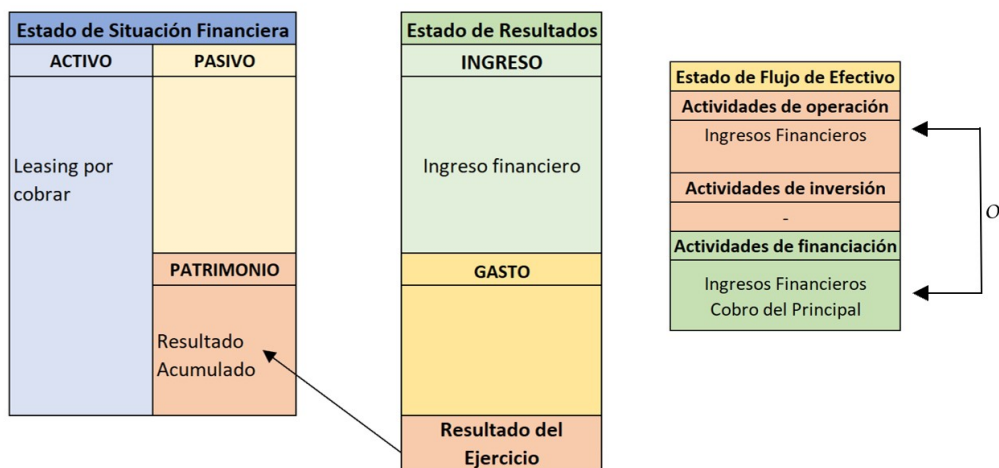 Estado de Situación Financiera
ACTIVO
PASIVO
Leasing por
cobrar
PATRIMONIO
Resultado
Acumulado
Estado de Resultados
INGRESO
Ingreso financiero
GASTO
Resultado del
Ejercicio
Estado de Flujo de Efectivo
Actividades de operación
Ingresos Financieros
Actividades de inversión
-
Actividades de financiación
Ingresos Financieros
Cobro del Principal
O